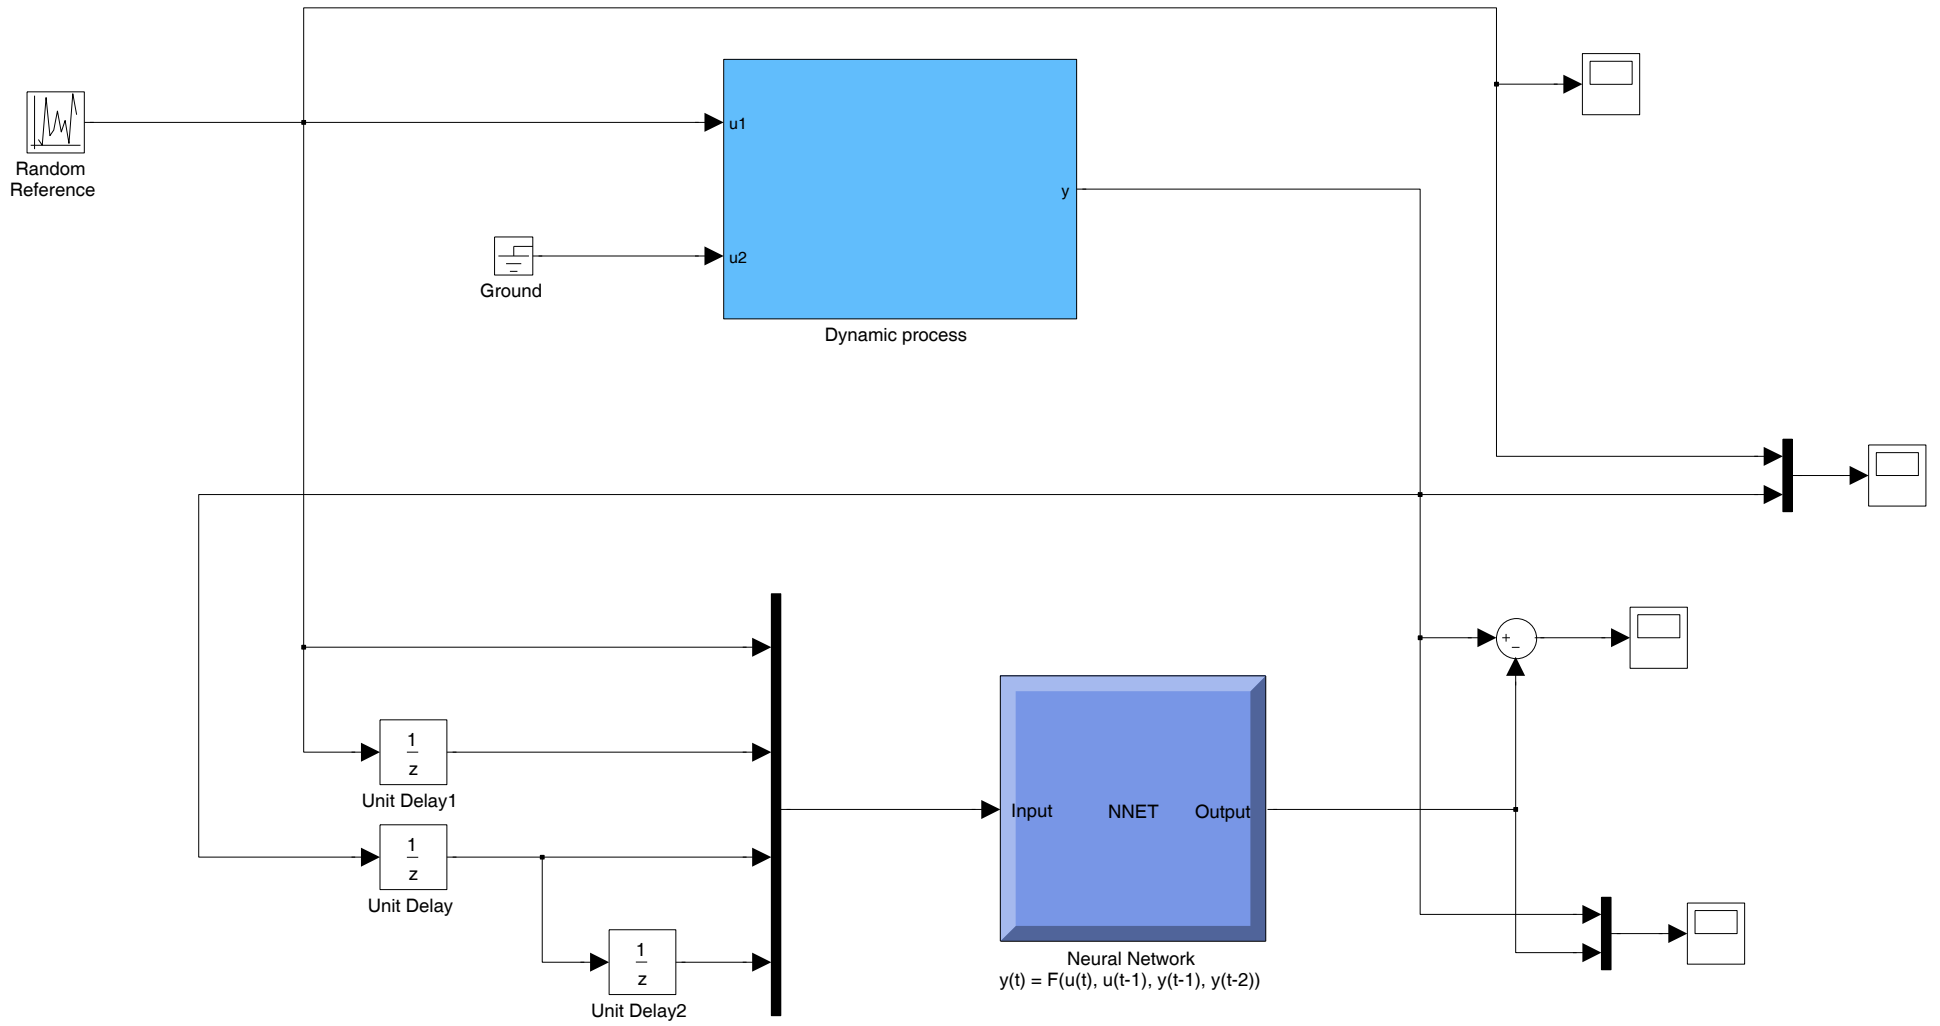 Random
Reference
u1
y
u2
Ground
Dynamic process
+
−
1
z
Unit Delay1
Input
NNET
Output
1
z
Unit Delay
1
z
Unit Delay2
Neural Network
y(t) = F(u(t), u(t-1), y(t-1), y(t-2))